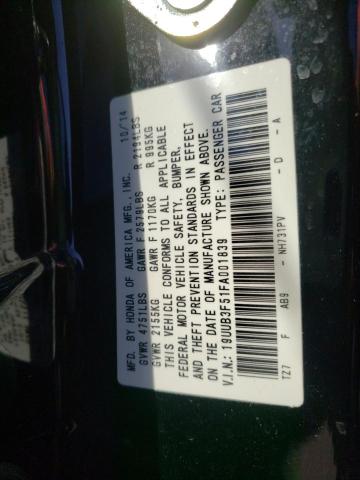 MFD. BY HONDA OF AMERICA MFG., INC. 10/14
GVWR 4751LBS GAWR F 2579LBS R 2194LBS
GVWR 2155KG GAWR F 1170KG R 995KG
THIS VEHICLE CONFORMS TO ALL APPLICABLE
FEDERAL MOTOR VEHICLE SAFETY, BUMPER,
AND THEFT PREVENTION STANDARDS IN EFFECT
ON THE DATE OF MANUFACTURE SHOWN ABOVE.
V.I.N.: 19UUB3F51FA001839 TYPE: PASSENGER CAR
TZ7 F AB9 - NH731PV - D - A